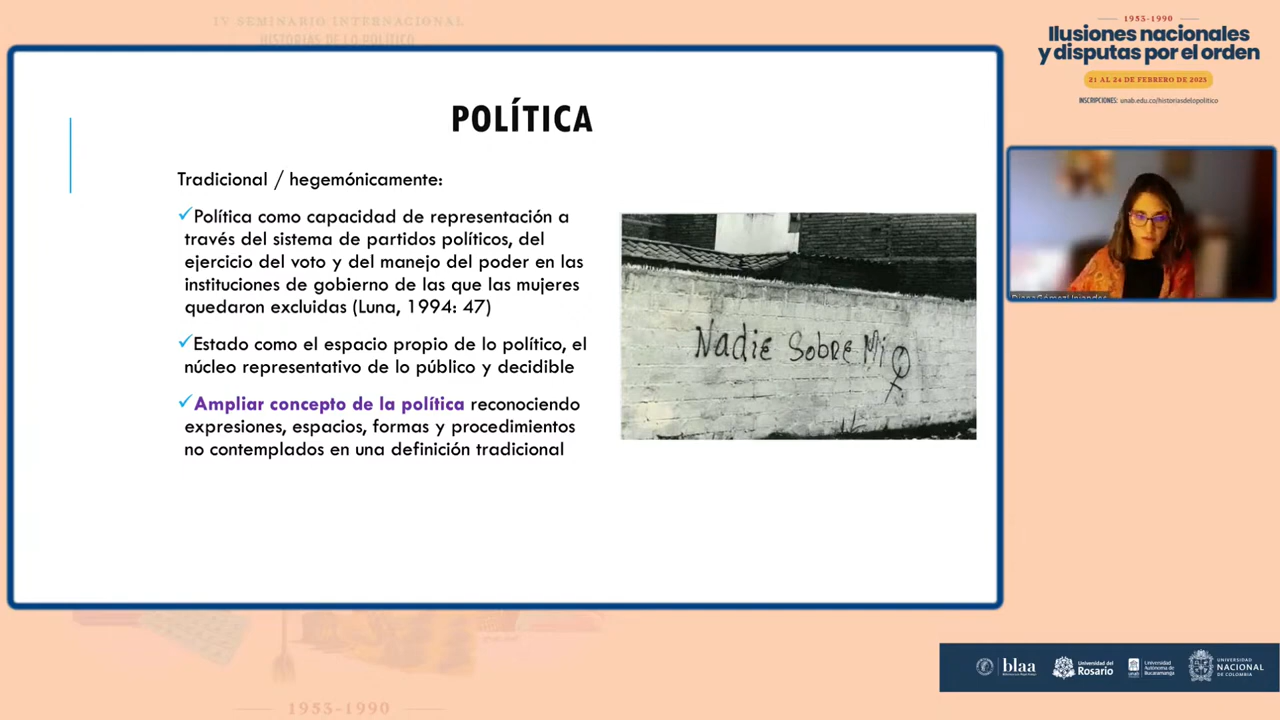 IV SEMINARIO INTERNACIONAL
HISTORIAS DE LO POLÍTICO
1953-1990
Ilusiones nacionales
y disputas por el orden
21 AL 24 DE FEBRERO DE 2023
INSCRIPCIONES: unab.edu.co/historiasdelopolitico
POLÍTICA
Tradicional / hegemónicamente:
✓Política como capacidad de representación a
través del sistema de partidos políticos, del
ejercicio del voto y del manejo del poder en las
instituciones de gobierno de las que las mujeres
quedaron excluidas (Luna, 1994: 47)
✓Estado como el espacio propio de lo político, el
núcleo representativo de lo público y decidible
✓Ampliar concepto de la política reconociendo
expresiones, espacios, formas y procedimientos
no contemplados en una definición tradicional
Nadie Sobre Mi
blaa
Universidad del
Rosario
unab
Universidad
Autónoma de
Bucaramanga
UNIVERSIDAD
NACIONAL
DE COLOMBIA
1953-1990